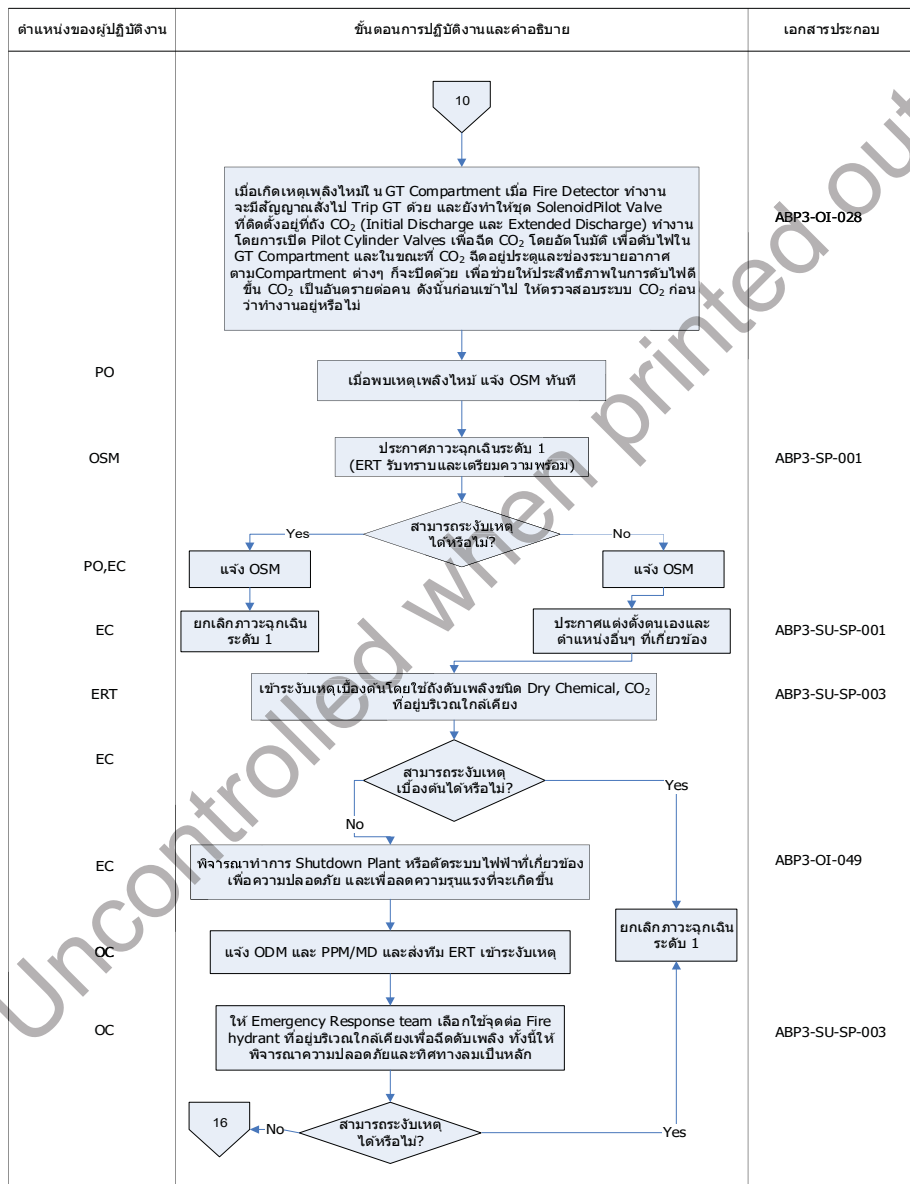 ตำแหน่งของผู้ปฏิบัติงาน
ขั้นตอนการปฏิบัติงานและคำอธิบาย
เอกสารประกอบ
10
เมื่อเกิดเหตุเพลิงไหม้ใน GT Compartment เมื่อ Fire Detector ทำงาน
จะมีสัญญาณสั่งไป Trip GT ด้วย และยังทำให้ชุด SolenoidPilot Valve
ที่ติดตั้งอยู่ที่ถัง CO₂ (Initial Discharge และ Extended Discharge) ทำงาน
โดยการเปิด Pilot Cylinder Valves เพื่อฉีด CO₂ โดยอัตโนมัติ เพื่อดับไฟใน
GT Compartment และในขณะที่ CO₂ ฉีดอยู่ประตูและช่องระบายอากาศ
ตามCompartment ต่างๆ ก็จะปิดด้วย เพื่อช่วยให้ประสิทธิภาพในการดับไฟดี
ขึ้น CO₂ เป็นอันตรายต่อคน ดังนั้นก่อนเข้าไป ให้ตรวจสอบระบบ CO₂ ก่อน
ว่าทำงานอยู่หรือไม่
ABP3-OI-028
PO
เมื่อพบเหตุเพลิงไหม้ แจ้ง OSM ทันที
OSM
ประกาศภาวะฉุกเฉินระดับ 1
(ERT รับทราบและเตรียมความพร้อม)
ABP3-SP-001
สามารถระงับเหตุ
ได้หรือไม่?
Yes
No
PO,EC
แจ้ง OSM
แจ้ง OSM
EC
ยกเลิกภาวะฉุกเฉิน
ระดับ 1
ประกาศแต่งตั้งตนเองและ
ตำแหน่งอื่นๆ ที่เกี่ยวข้อง
ABP3-SU-SP-001
ERT
เข้าระงับเหตุเบื้องต้นโดยใช้ถังดับเพลิงชนิด Dry Chemical, CO₂
ที่อยู่บริเวณใกล้เคียง
ABP3-SU-SP-003
EC
สามารถระงับเหตุ
เบื้องต้นได้หรือไม่?
Yes
No
EC
พิจารณาทำการ Shutdown Plant หรือตัดระบบไฟฟ้าที่เกี่ยวข้อง
เพื่อความปลอดภัย และเพื่อลดความรุนแรงที่จะเกิดขึ้น
ABP3-OI-049
ยกเลิกภาวะฉุกเฉิน
ระดับ 1
OC
แจ้ง ODM และ PPM/MD และส่งทีม ERT เข้าระงับเหตุ
OC
ให้ Emergency Response team เลือกใช้จุดต่อ Fire
hydrant ที่อยู่บริเวณใกล้เคียงเพื่อฉีดดับเพลิง ทั้งนี้ให้
พิจารณาความปลอดภัยและทิศทางลมเป็นหลัก
ABP3-SU-SP-003
16
No
สามารถระงับเหตุ
ได้หรือไม่?
Yes
Uncontrolled when printed out